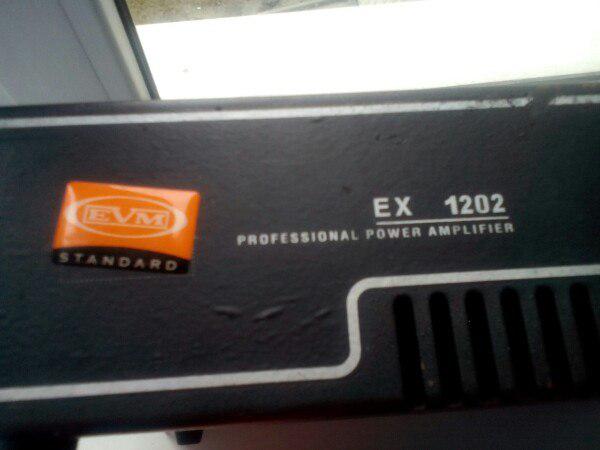 EVM
STANDARD
EX 1202
PROFESSIONAL POWER AMPLIFIER